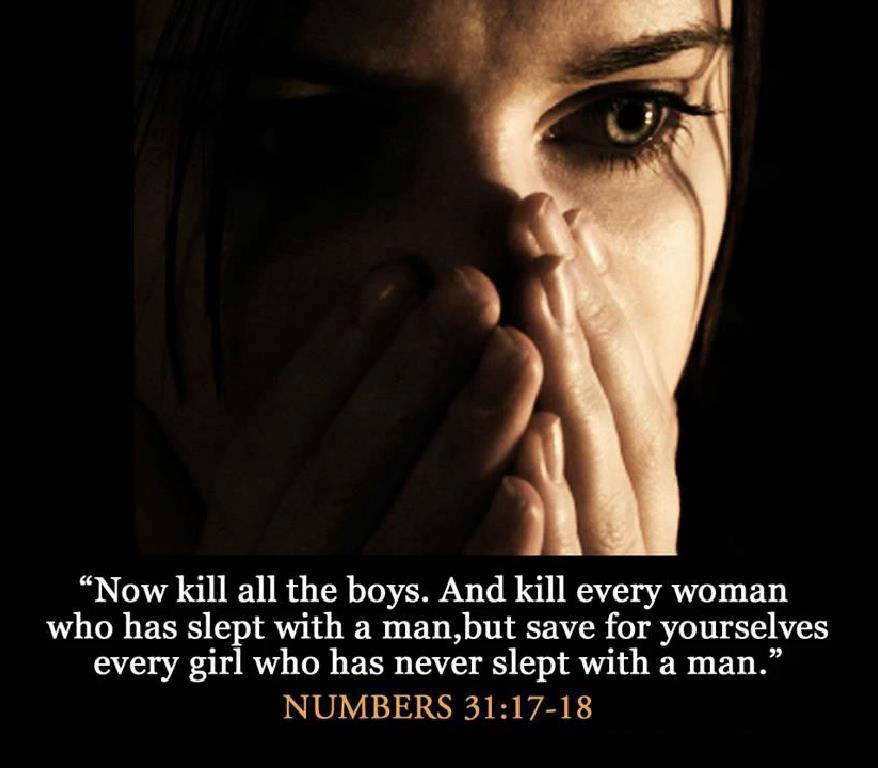 “Now kill all the boys. And kill every woman
who has slept with a man,but save for yourselves
every girl who has never slept with a man.”
NUMBERS 31:17-18